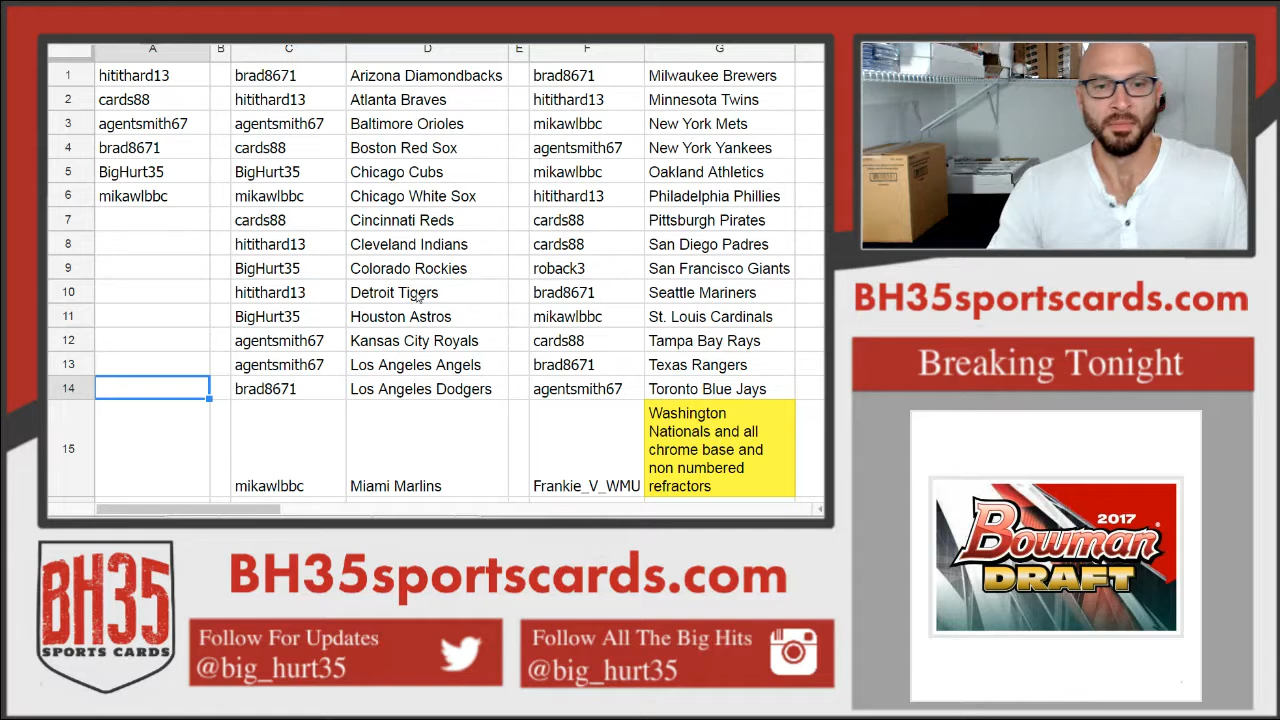 A B C D E F G
1 hitithard13 brad8671 Arizona Diamondbacks brad8671 Milwaukee Brewers
2 cards88 hitithard13 Atlanta Braves hitithard13 Minnesota Twins
3 agentsmith67 agentsmith67 Baltimore Orioles mikawlbbc New York Mets
4 brad8671 cards88 Boston Red Sox agentsmith67 New York Yankees
5 BigHurt35 BigHurt35 Chicago Cubs mikawlbbc Oakland Athletics
6 mikawlbbc mikawlbbc Chicago White Sox hitithard13 Philadelphia Phillies
7 cards88 Cincinnati Reds cards88 Pittsburgh Pirates
8 hitithard13 Cleveland Indians cards88 San Diego Padres
9 BigHurt35 Colorado Rockies roback3 San Francisco Giants
10 hitithard13 Detroit Tigers brad8671 Seattle Mariners
11 BigHurt35 Houston Astros mikawlbbc St. Louis Cardinals
12 agentsmith67 Kansas City Royals cards88 Tampa Bay Rays
13 agentsmith67 Los Angeles Angels brad8671 Texas Rangers
14 brad8671 Los Angeles Dodgers agentsmith67 Toronto Blue Jays
Washington
Nationals and all
15 chrome base and
non numbered
mikawlbbc Miami Marlins Frankie_V_WMU refractors
BH35sportscards.com
Breaking Tonight
2017
Bowman
DRAFT
BH35
SPORTS CARDS
BH35sportscards.com
Follow For Updates
@big_hurt35
Follow All The Big Hits
@big_hurt35